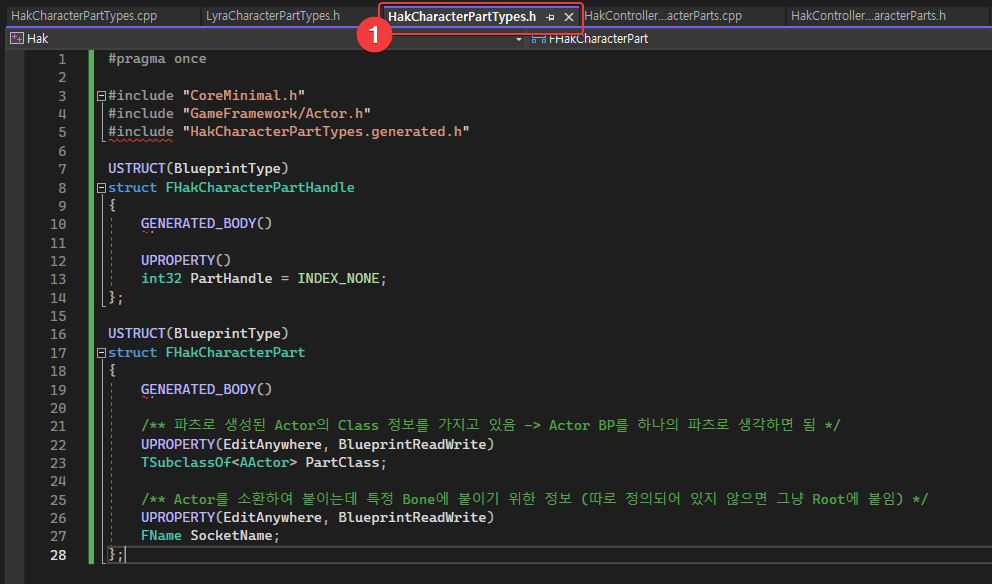 HakCharacterPartTypes.cpp LyraCharacterPartTypes.h HakCharacterPartTypes.h HakController...acterParts.cpp HakController...aracterParts.h
1
Hak FHakCharacterPart
1 #pragma once
2
3 #include "CoreMinimal.h"
4 #include "GameFramework/Actor.h"
5 #include "HakCharacterPartTypes.generated.h"
6
7 USTRUCT(BlueprintType)
8 struct FHakCharacterPartHandle
9 {
10 GENERATED_BODY()
11
12 UPROPERTY()
13 int32 PartHandle = INDEX_NONE;
14 };
15
16 USTRUCT(BlueprintType)
17 struct FHakCharacterPart
18 {
19 GENERATED_BODY()
20
21 /** 파츠로 생성된 Actor의 Class 정보를 가지고 있음 -> Actor BP를 하나의 파츠로 생각하면 됨 */
22 UPROPERTY(EditAnywhere, BlueprintReadWrite)
23 TSubclassOf<AActor> PartClass;
24
25 /** Actor를 소환하여 붙이는데 특정 Bone에 붙이기 위한 정보 (따로 정의되어 있지 않으면 그냥 Root에 붙임) */
26 UPROPERTY(EditAnywhere, BlueprintReadWrite)
27 FName SocketName;
28 };